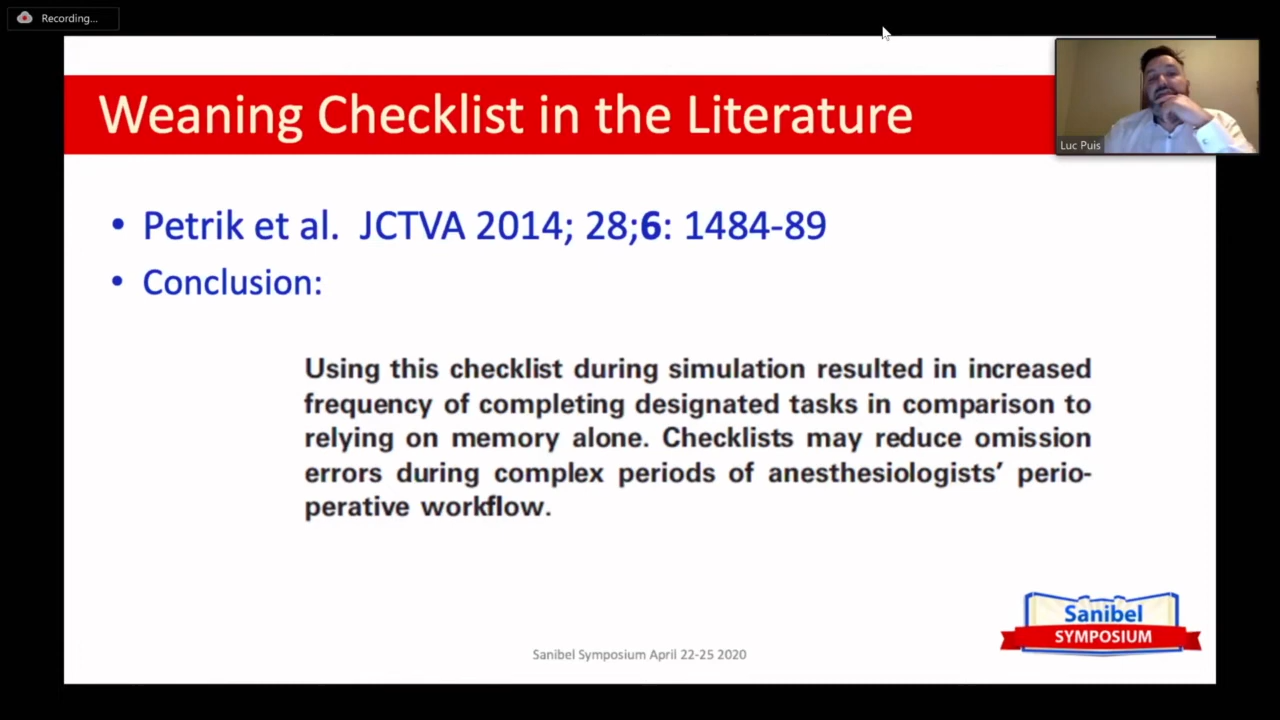 Recording...
Weaning Checklist in the Literature
Luc Puis
• Petrik et al. JCTVA 2014; 28;6: 1484-89
• Conclusion:
Using this checklist during simulation resulted in increased
frequency of completing designated tasks in comparison to
relying on memory alone. Checklists may reduce omission
errors during complex periods of anesthesiologists’ perio-
perative workflow.
Sanibel
SYMPOSIUM
Sanibel Symposium April 22-25 2020